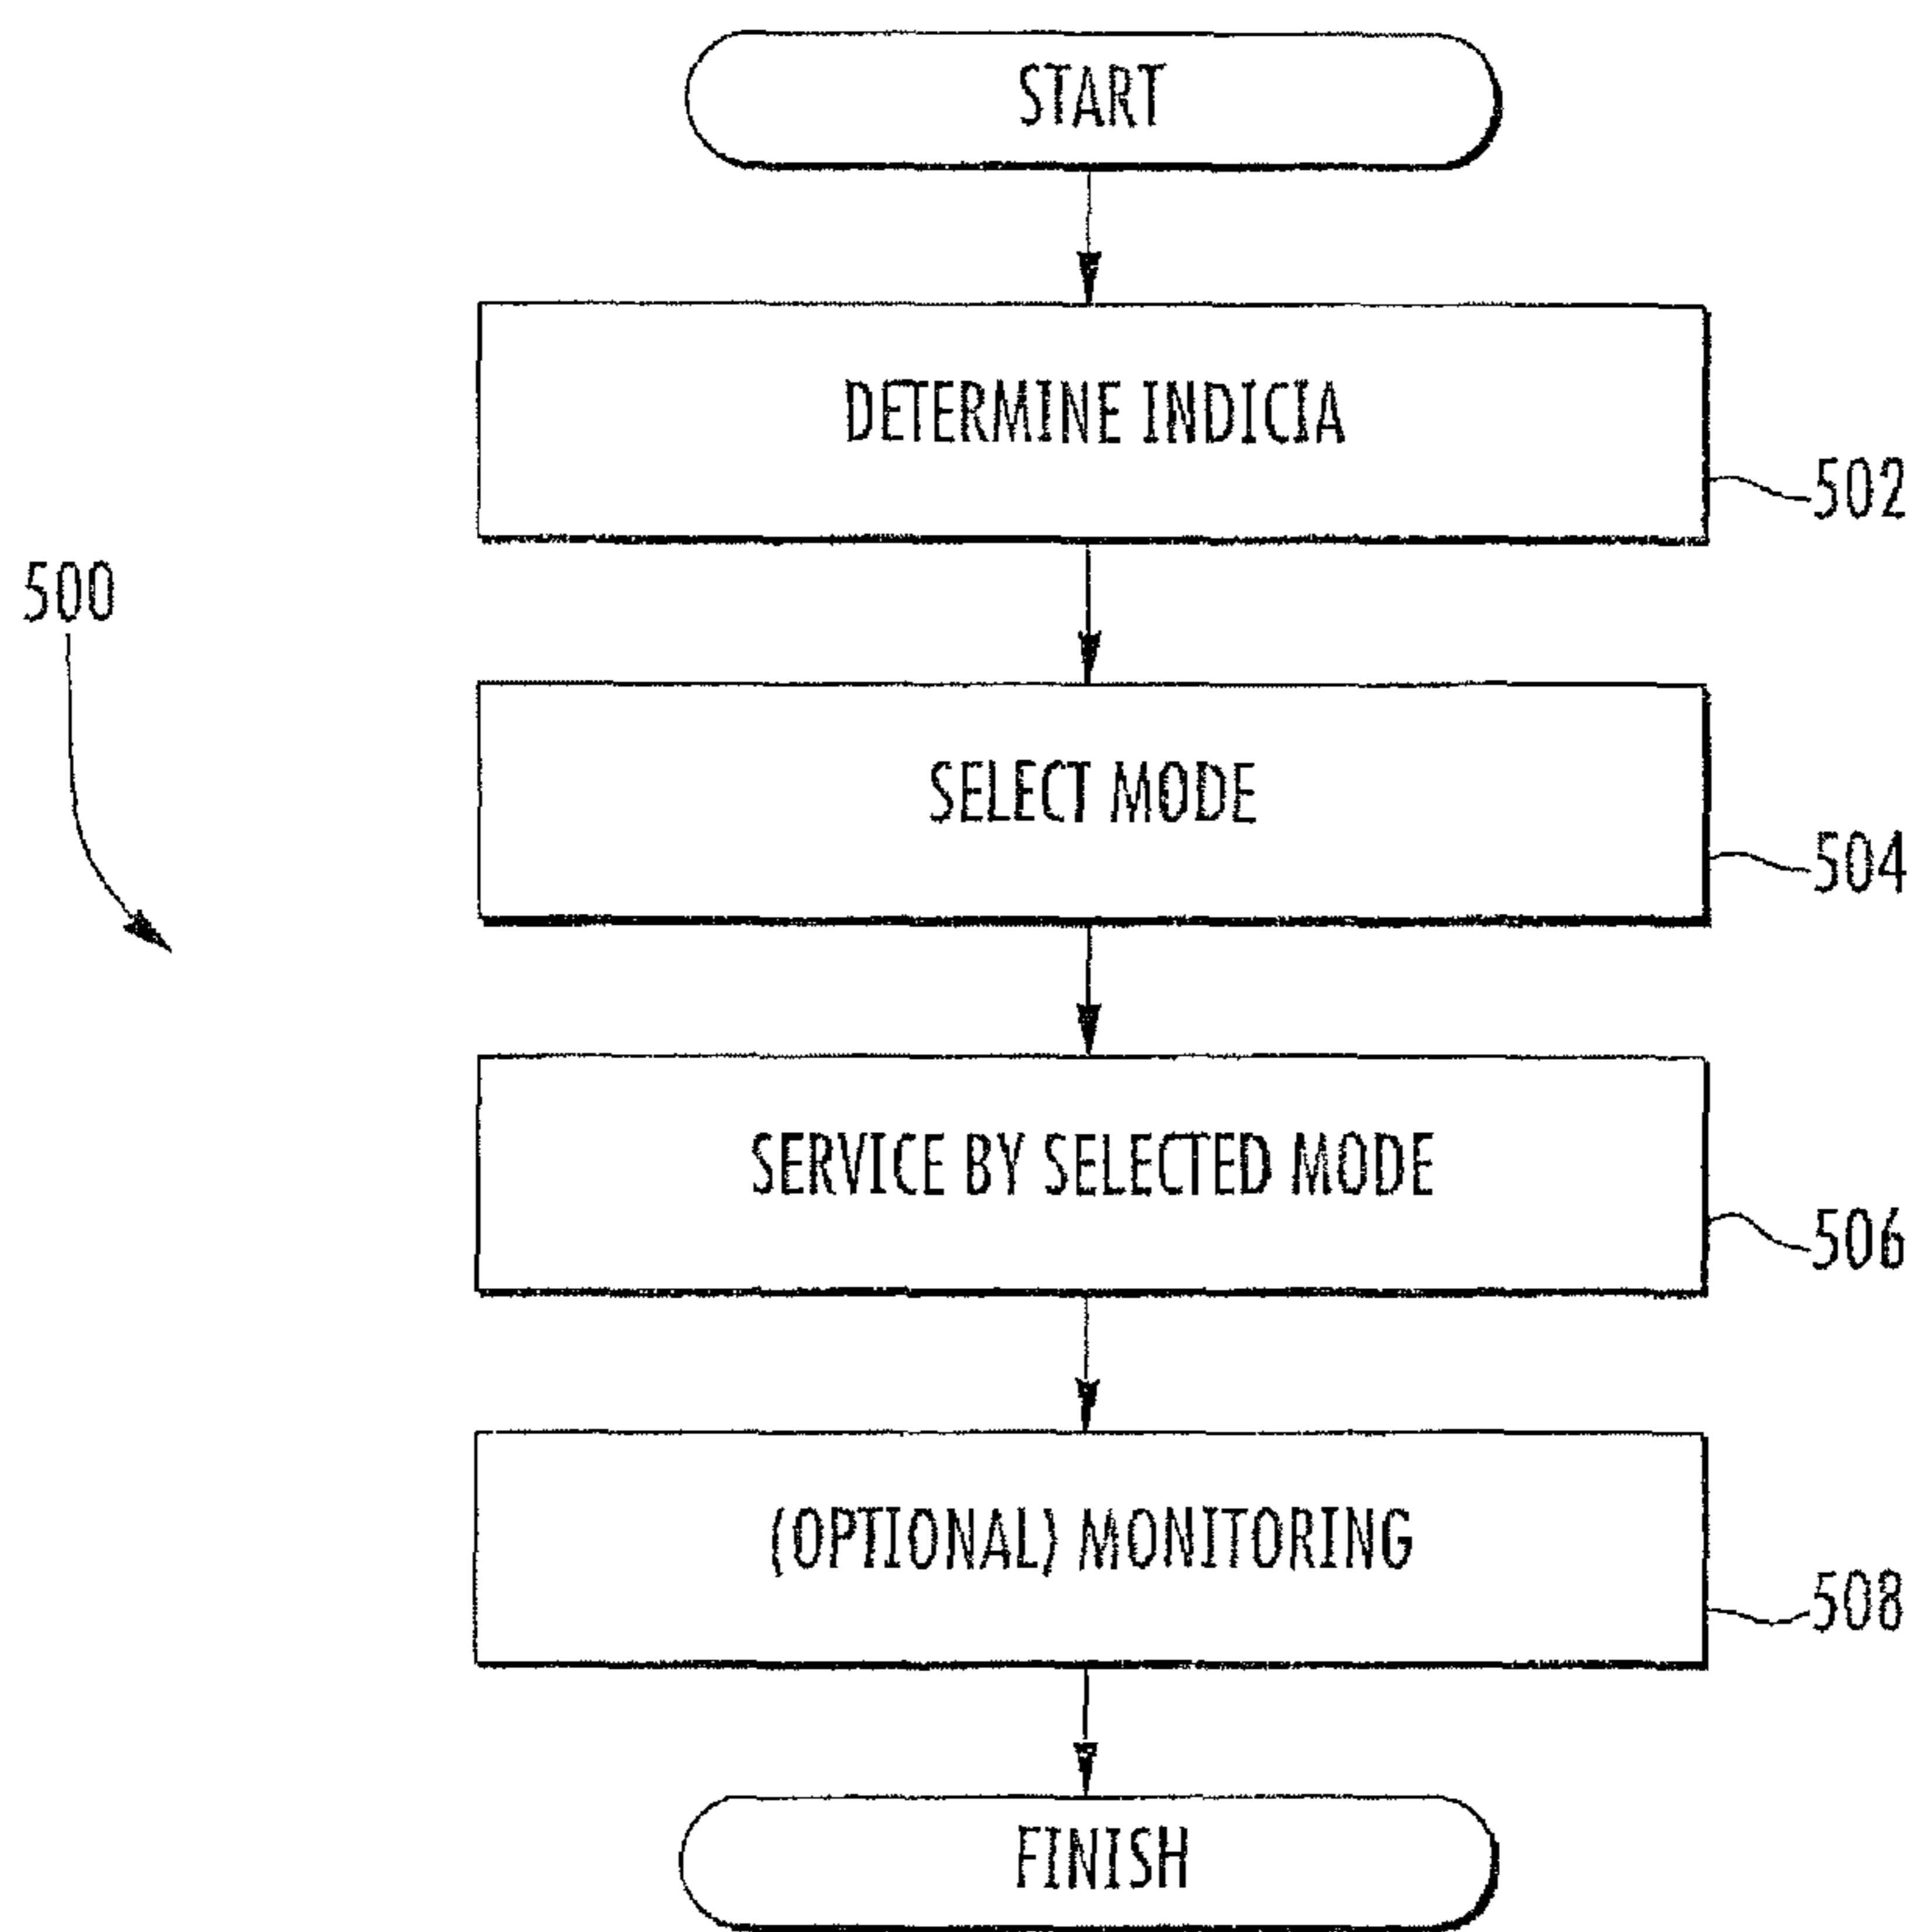 START
DETERMINE INDICIA
502
500
SELECT MODE
504
SERVICE BY SELECTED MODE
506
(OPTIONAL) MONITORING
508
FINISH